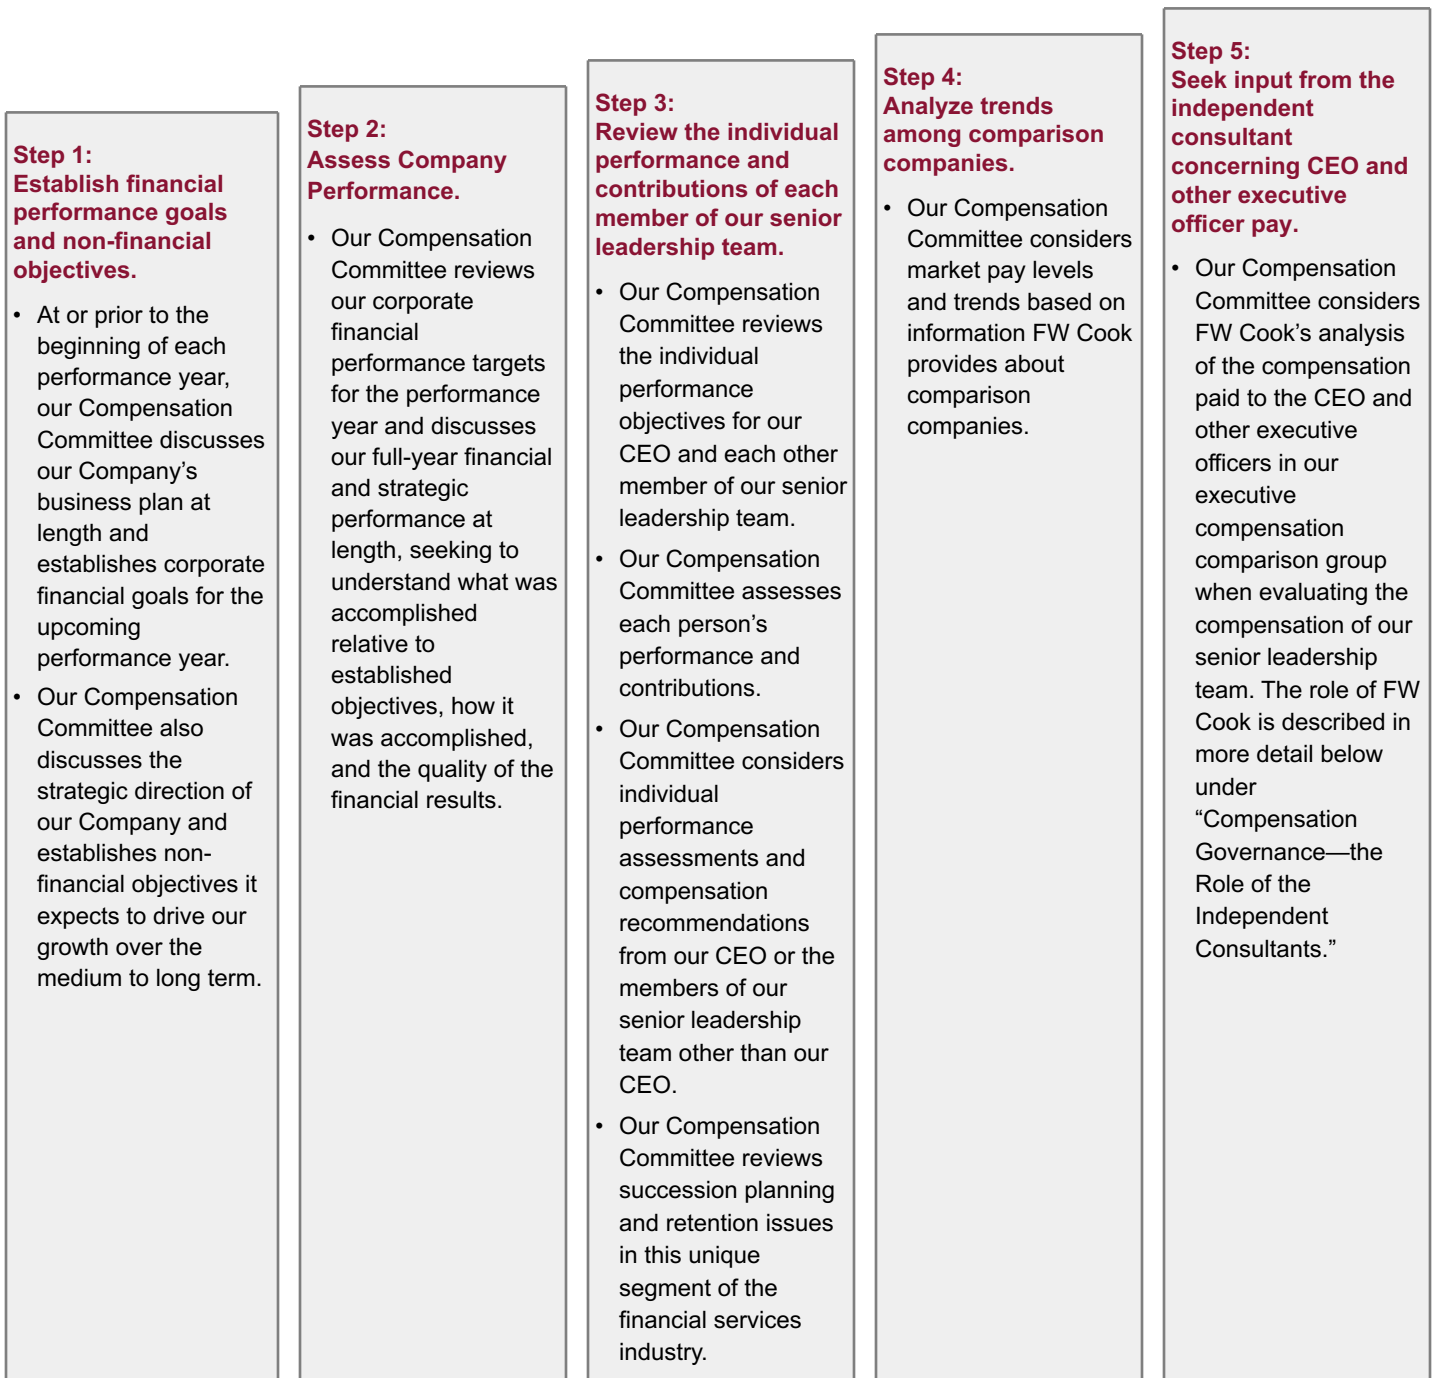 Step 1:
Establish financial
performance goals
and non-financial
objectives.
• At or prior to the
beginning of each
performance year,
our Compensation
Committee discusses
our Company’s
business plan at
length and
establishes corporate
financial goals for the
upcoming
performance year.
• Our Compensation
Committee also
discusses the
strategic direction of
our Company and
establishes non-
financial objectives it
expects to drive our
growth over the
medium to long term.
Step 2:
Assess Company
Performance.
• Our Compensation
Committee reviews
our corporate
financial
performance targets
for the performance
year and discusses
our full-year financial
and strategic
performance at
length, seeking to
understand what was
accomplished
relative to
established
objectives, how it
was accomplished,
and the quality of the
financial results.
Step 3:
Review the individual
performance and
contributions of each
member of our senior
leadership team.
• Our Compensation
Committee reviews
the individual
performance
objectives for our
CEO and each other
member of our senior
leadership team.
• Our Compensation
Committee assesses
each person’s
performance and
contributions.
• Our Compensation
Committee considers
individual
performance
assessments and
compensation
recommendations
from our CEO or the
members of our
senior leadership
team other than our
CEO.
• Our Compensation
Committee reviews
succession planning
and retention issues
in this unique
segment of the
financial services
industry.
Step 4:
Analyze trends
among comparison
companies.
• Our Compensation
Committee considers
market pay levels
and trends based on
information FW Cook
provides about
comparison
companies.
Step 5:
Seek input from the
independent
consultant
concerning CEO and
other executive
officer pay.
• Our Compensation
Committee considers
FW Cook’s analysis
of the compensation
paid to the CEO and
other executive
officers in our
executive
compensation
comparison group
when evaluating the
compensation of our
senior leadership
team. The role of FW
Cook is described in
more detail below
under
“Compensation
Governance—the
Role of the
Independent
Consultants.”